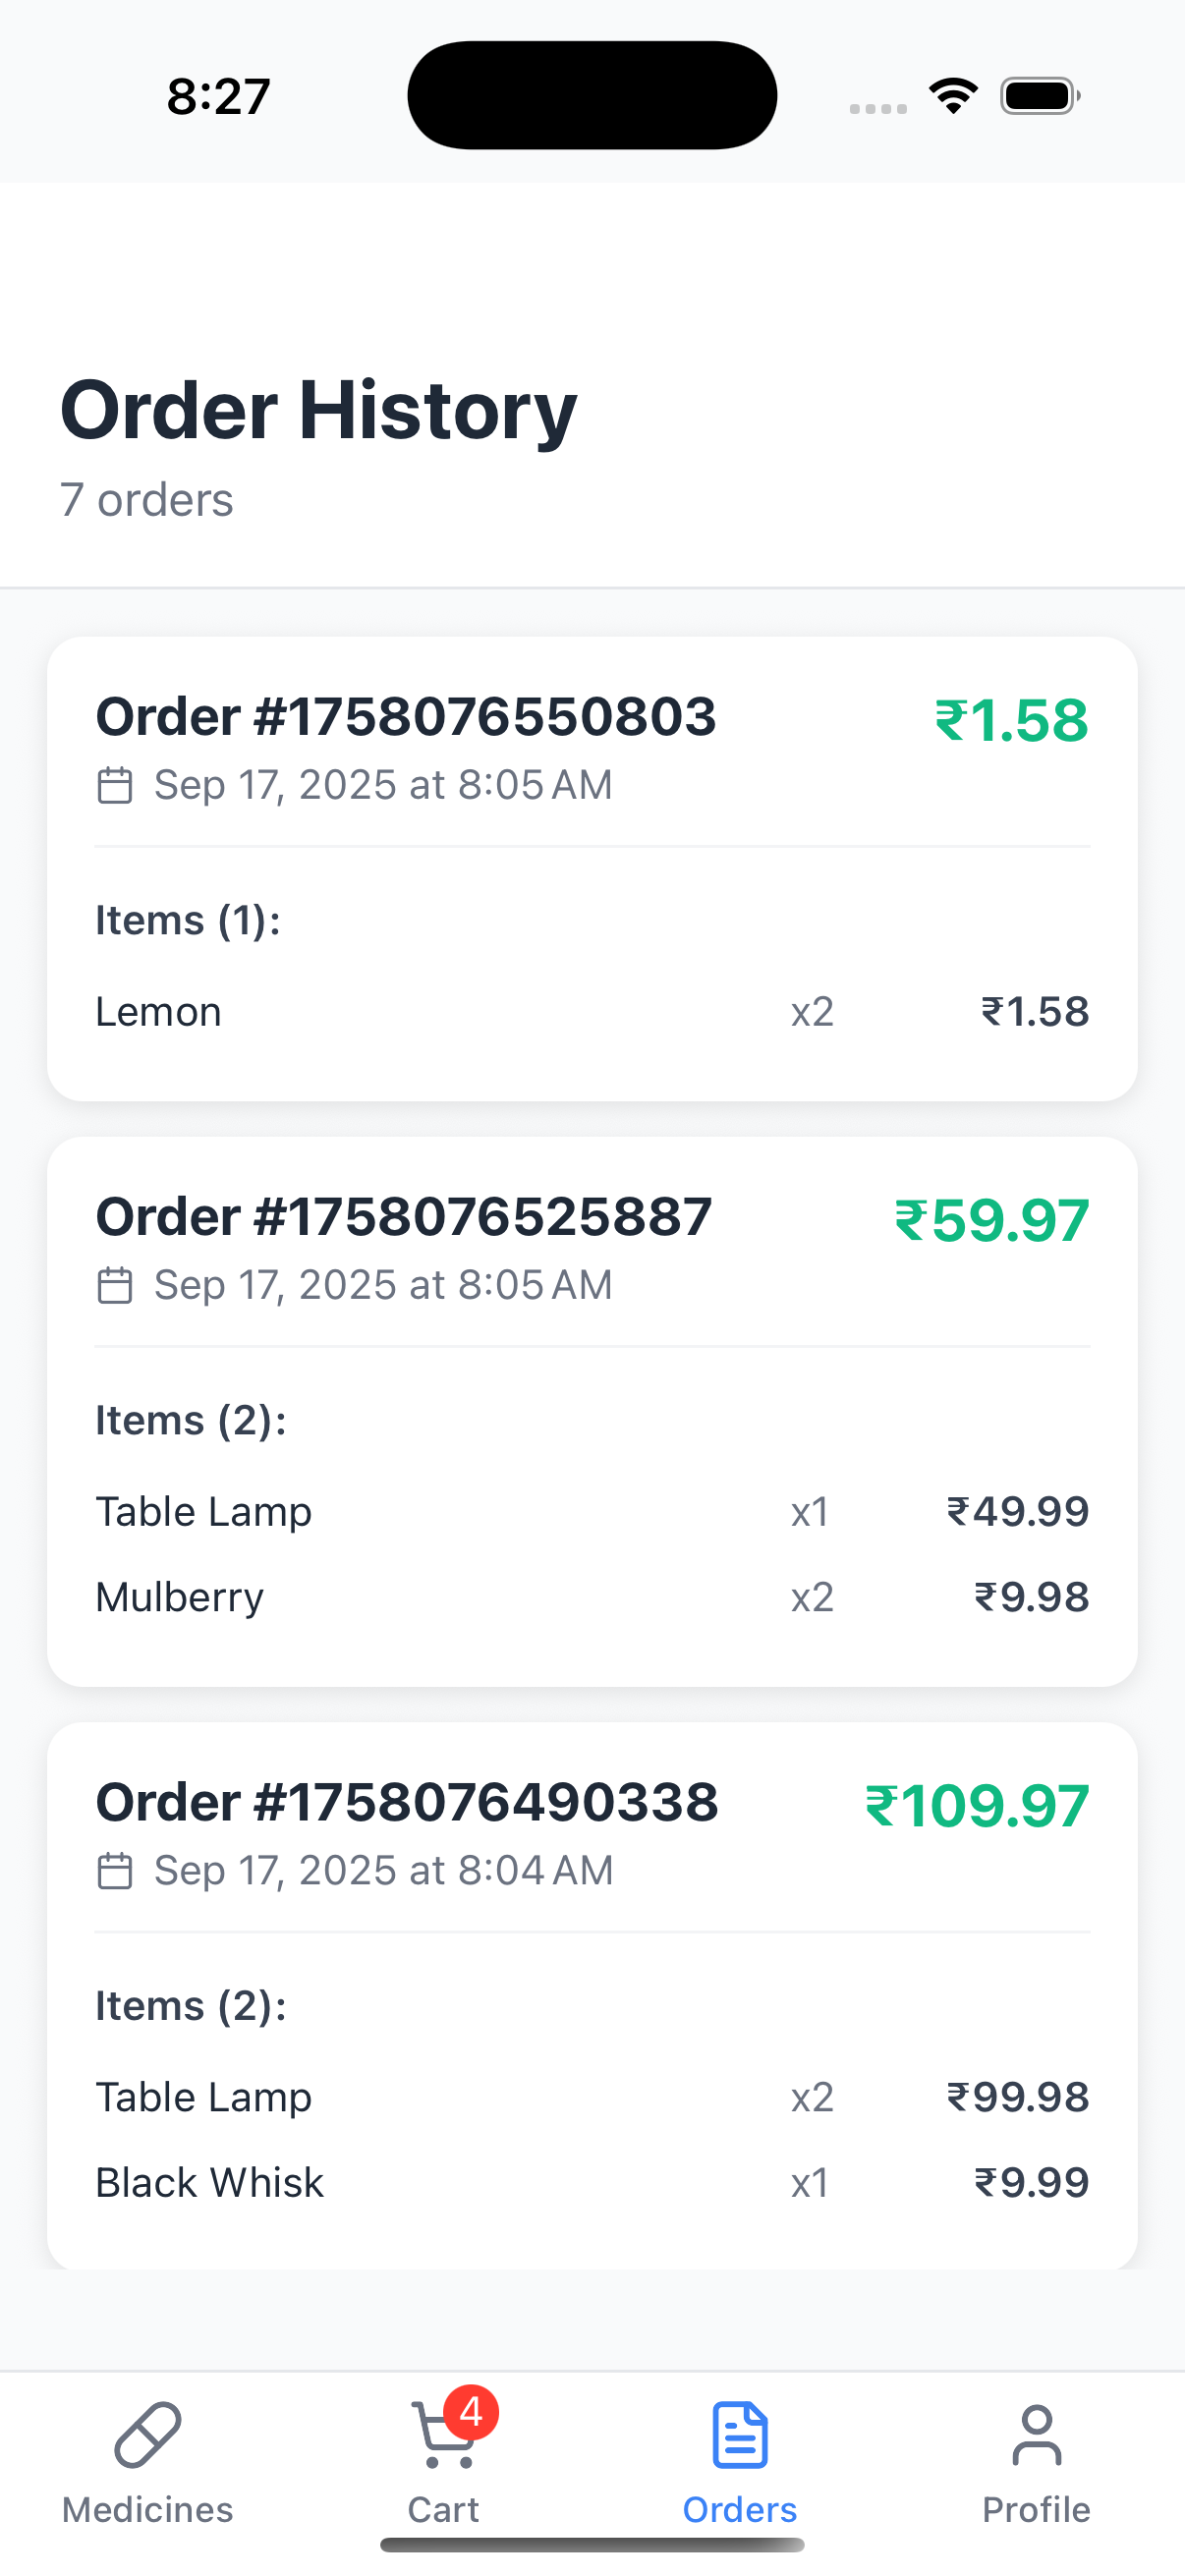 8:27
Order History
7 orders
Order #1758076550803 ₹1.58
Sep 17, 2025 at 8:05 AM
Items (1):
Lemon x2 ₹1.58
Order #1758076525887 ₹59.97
Sep 17, 2025 at 8:05 AM
Items (2):
Table Lamp x1 ₹49.99
Mulberry x2 ₹9.98
Order #1758076490338 ₹109.97
Sep 17, 2025 at 8:04 AM
Items (2):
Table Lamp x2 ₹99.98
Black Whisk x1 ₹9.99
4
Medicines Cart Orders Profile